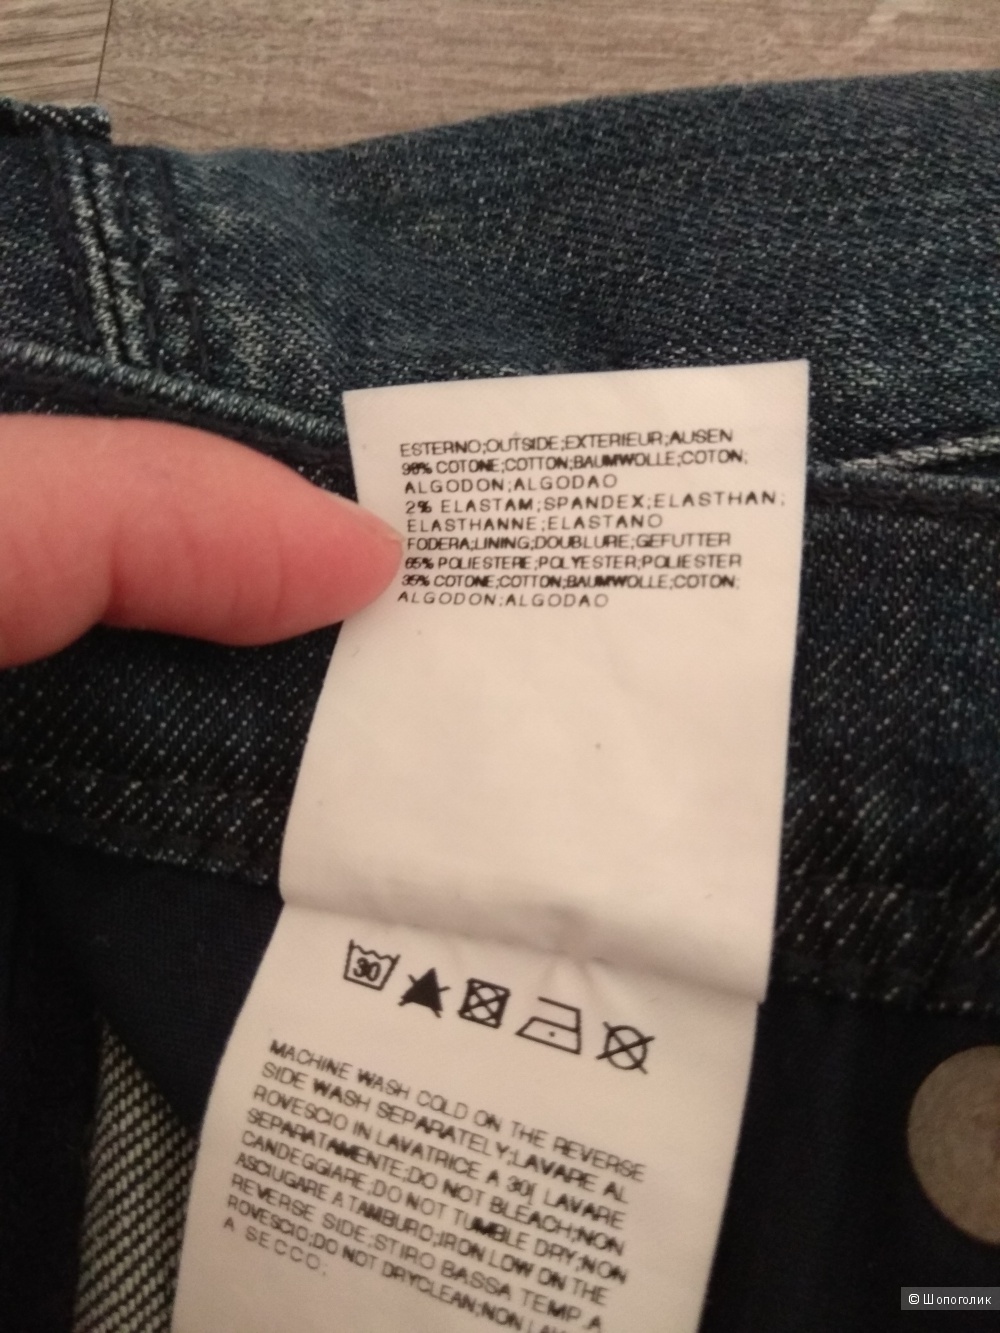 ESTERNO;OUTSIDE;EXTERIEUR;AUSEN
98% COTONE;COTTON;BAUMWOLLE;COTON;
ALGODON;ALGODAO
2% ELASTAM;SPANDEX;ELASTHAN;
ELASTHANNE;ELASTANO
FODERA;LINING;DOUBLURE;GEFUTTER
65% POLIESTERE;POLYESTER;POLIESTER
35% COTONE;COTTON;BAUMWOLLE;COTON;
ALGODON;ALGODAO
30
MACHINE WASH COLD ON THE REVERSE
SIDE WASH SEPARATELY;LAVARE AL
ROVESCIO IN LAVATRICE A 30[ LAVARE
SEPARATAMENTE;DO NOT BLEACH;NON
CANDEGGIARE;DO NOT TUMBLE DRY;NON
ASCIUGARE A TAMBURO;IRON LOW ON THE
REVERSE SIDE;STIRO BASSA TEMP.A
ROVESCIO;DO NOT DRYCLEAN;NON
A SECCO;
© Шопоголик